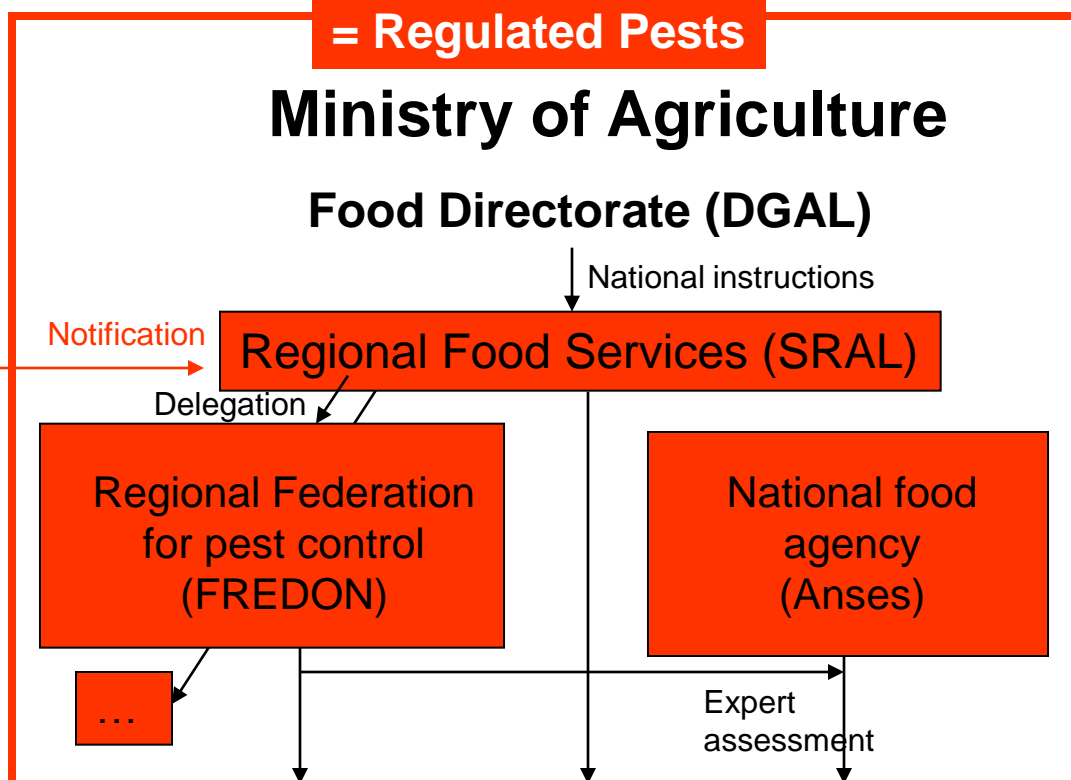 = Regulated Pests
Ministry of Agriculture
Food Directorate (DGAL)
National instructions
Notification
Regional Food Services (SRAL)
Delegation
Regional Federation
for pest control
(FREDON)
National food
agency
(Anses)
...
Expert
assessment